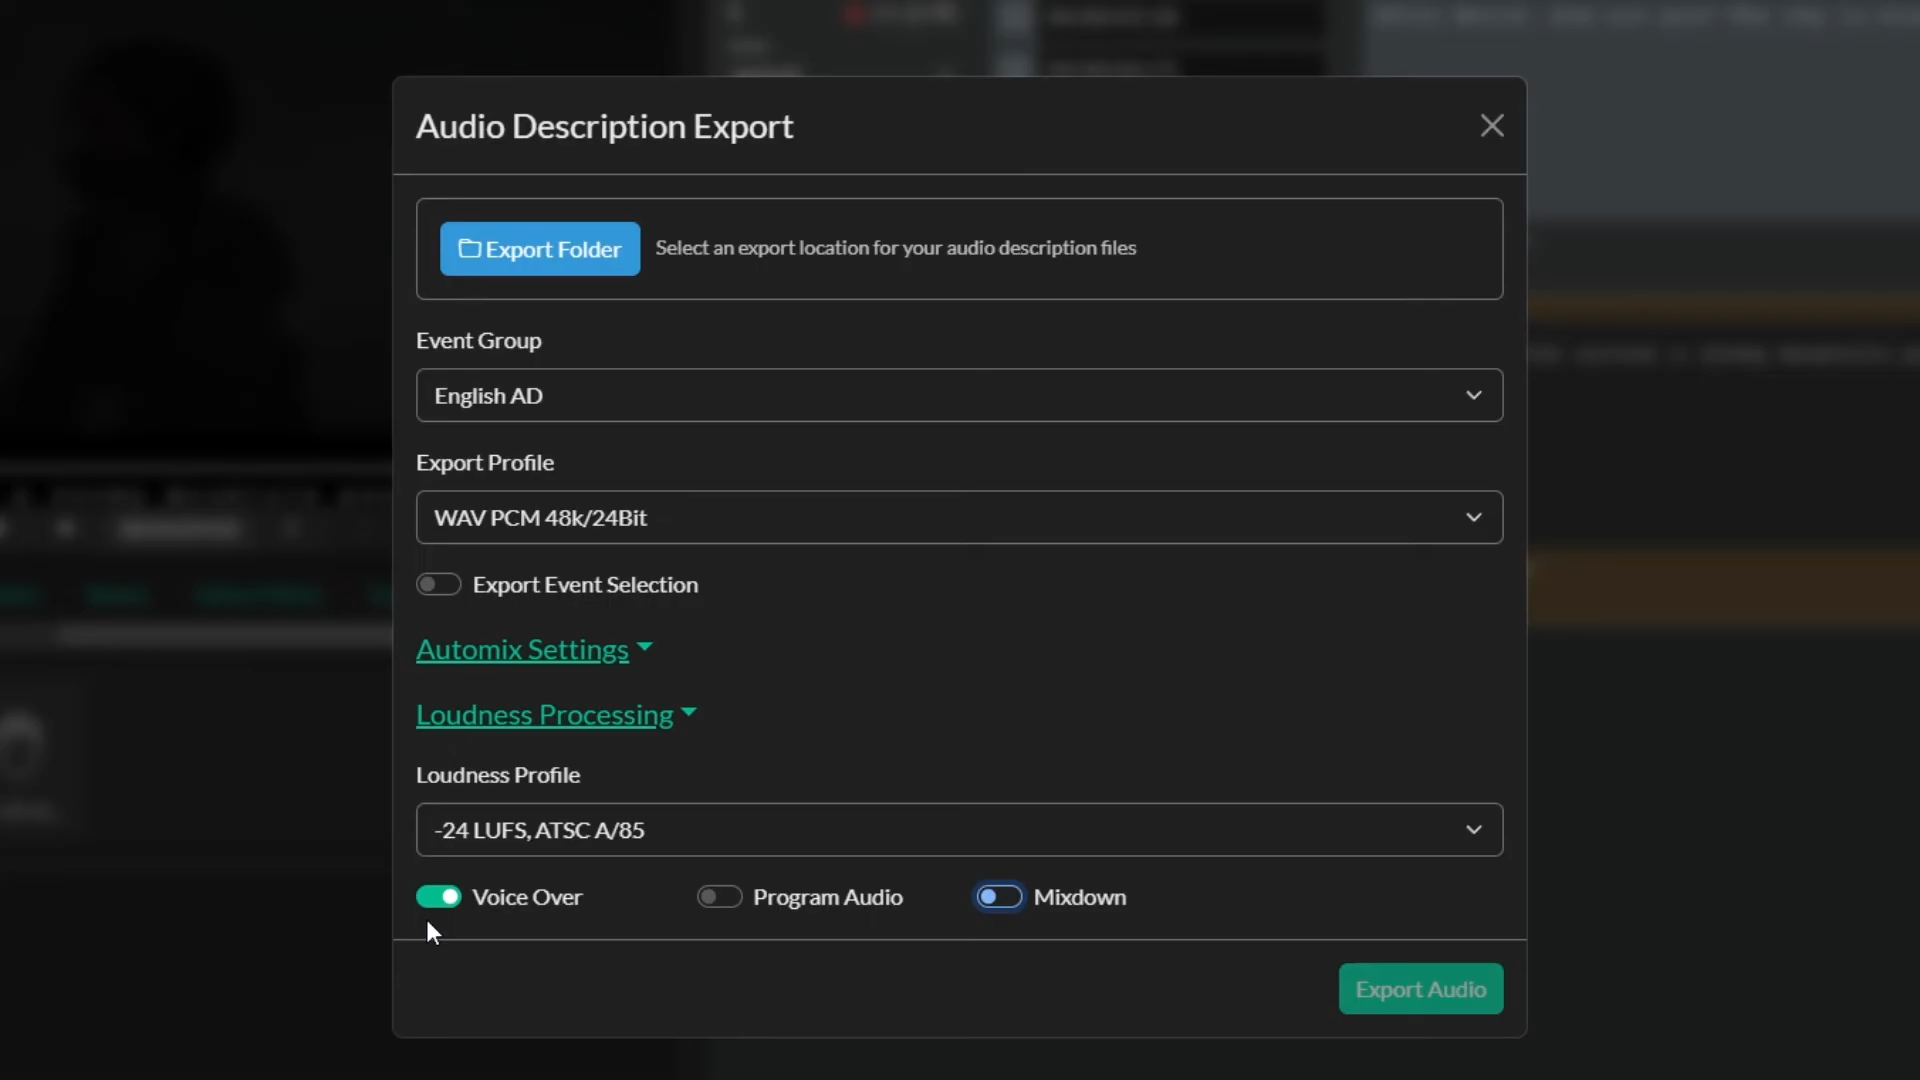 Audio Description Export
Export Folder
Select an export location for your audio description files
Event Group
English AD
Export Profile
WAV PCM 48k/24Bit
Export Event Selection
Automix Settings
Loudness Processing
Loudness Profile
-24 LUFS, ATSC A/85
Voice Over
Program Audio
Mixdown
Export Audio